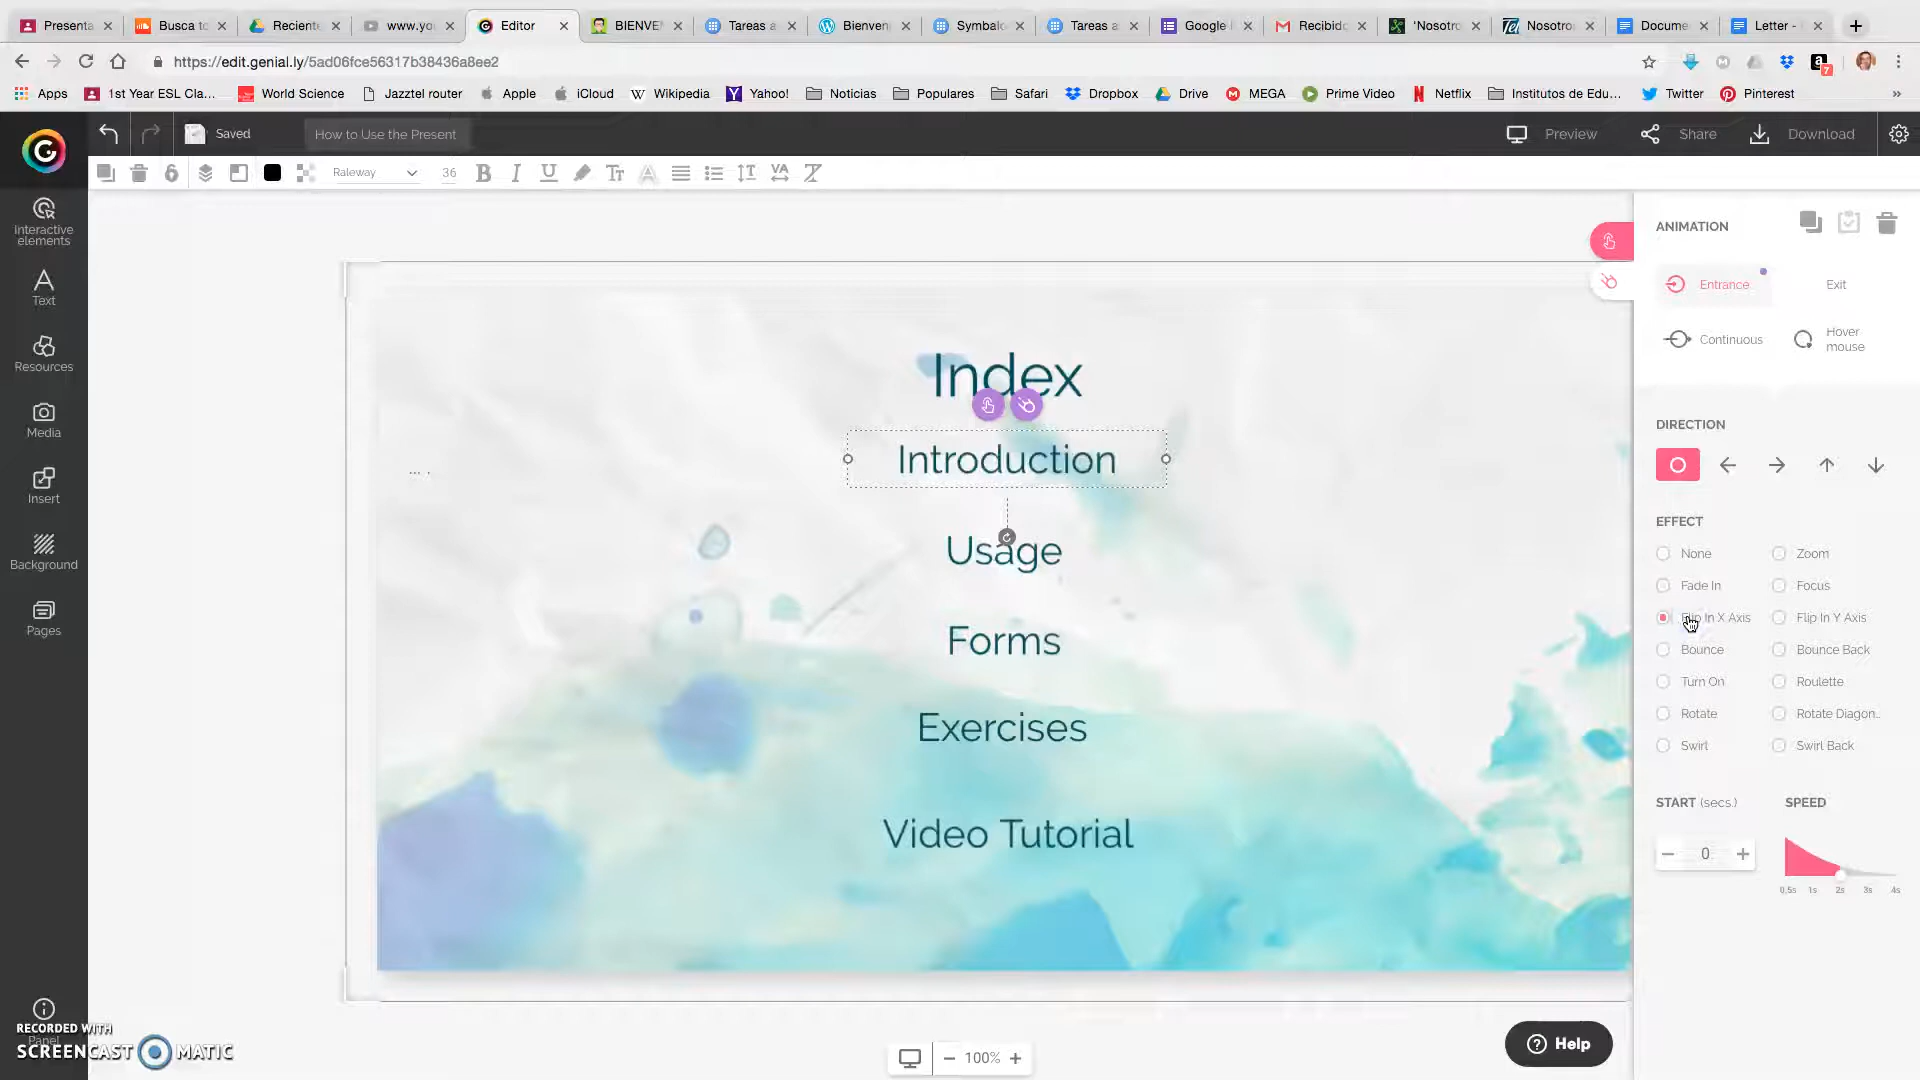 Presenta
Busca to
Reciente
www.yo
Editor
BIENVE
Tareas a
Bienven
Symbalo
Tareas a
Google
Recibido
'Nosotro
Nosotro
Docume
Letter -
https://edit.genial.ly/5ad06fce56317b38436a8ee2
7
Apps
1st Year ESL Cla...
World Science
Jazztel router
Apple
iCloud
Wikipedia
Yahoo!
Noticias
Populares
Safari
Dropbox
Drive
MEGA
Prime Video
Netflix
Institutos de Edu...
Twitter
Pinterest
»
Saved
How to Use the Present
Preview
Share
Download
Raleway
36
Interactive
elements
Text
Resources
Media
Insert
Background
Pages
Panel
Index
Introduction
Usage
Forms
Exercises
Video Tutorial
ANIMATION
Entrance
Exit
Continuous
Hover
mouse
DIRECTION
EFFECT
None
Zoom
Fade In
Focus
Flip In X Axis
Flip In Y Axis
Bounce
Bounce Back
Turn On
Roulette
Rotate
Rotate Diagon...
Swirl
Swirl Back
START (secs.)
SPEED
0
0,5s
1s
2s
3s
4s
100%
Help
RECORDED WITH
SCREENCAST MATIC